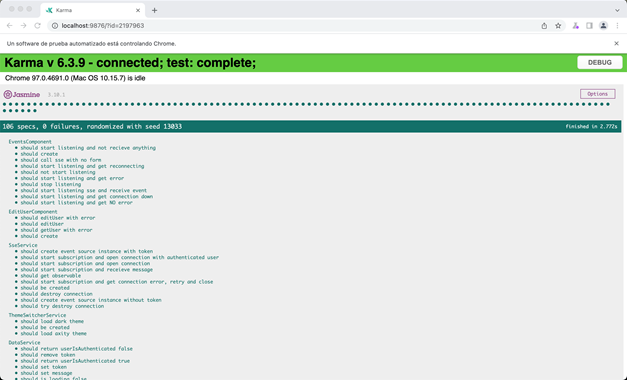 Karma
localhost:9876/?id=2197963
Un software de prueba automatizado está controlando Chrome.
Karma v 6.3.9 - connected; test: complete;
DEBUG
Chrome 97.0.4691.0 (Mac OS 10.15.7) is idle
Jasmine 3.10.1
Options
106 specs, 0 failures, randomized with seed 13033
finished in 2.772s
EventsComponent
should start listening and not recieve anything
should create
should call sse with no form
should start listening and get reconnecting
should not start listening
should start listening and get error
should stop listening
should start listening sse and receive event
should start listening and get connection down
should start listening and get NO error
EditUserComponent
should editUser with error
should editUser
should getUser with error
should create
SseService
should create event source instance with token
should start subscription and open connection with authenticated user
should start subscription and open connection
should start subscription and receieve message
should get observable
should start subscription and get connection error, retry and close
should be created
should destroy connection
should create event source instance without token
should try destroy connection
ThemeSwitcherService
should load dark theme
should be created
should load axity theme
DataService
should return userIsAuthenticated false
should remove token
should return userIsAuthenticated true
should set token
should set message
should is loading false